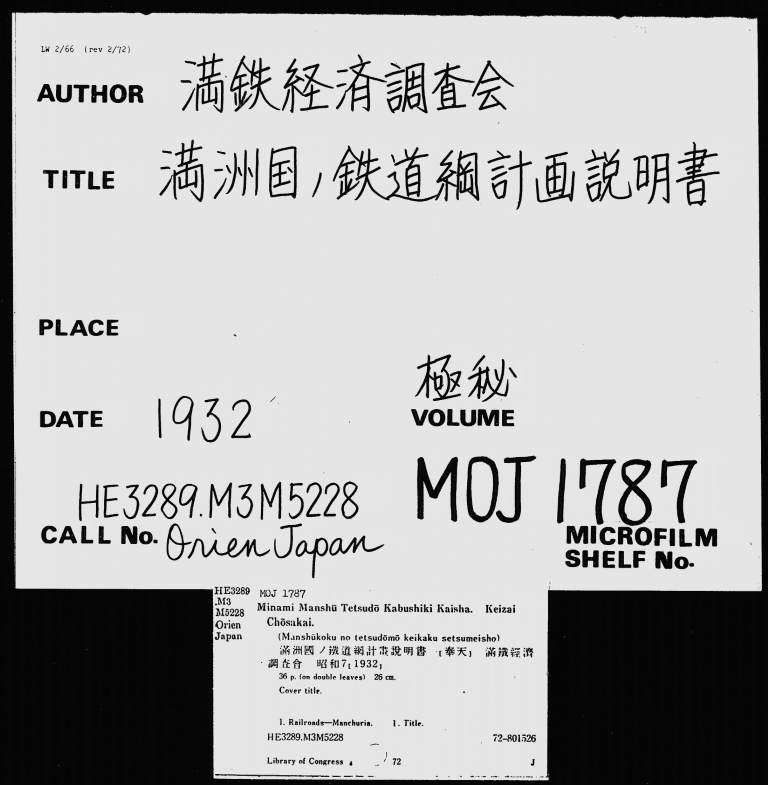 LW 2/66 (rev 2/72)
AUTHOR 満鉄経済調査会
TITLE 満洲国ノ鉄道綱計画説明書
PLACE
極秘
DATE 1932 VOLUME
HE3289.M3M5228 MOJ 1787
CALL No. Orien Japan MICROFILM
SHELF No.
HE3289 MOJ 1787
.M3 Minami Manshū Tetsudō Kabushiki Kaisha. Keizai
M5228
Orien Chōsakai.
Japan (Manshūkoku no tetsudōmō keikaku setsumeisho)
滿洲國ノ鐵道網計畫說明書 [奉天] 滿鐵經濟
調査會 昭和7[1932]
36 p. (on double leaves) 26 cm.
Cover title.
1. Railroads—Manchuria. I. Title.
HE3289.M3M5228 72-801526
Library of Congress 72 J